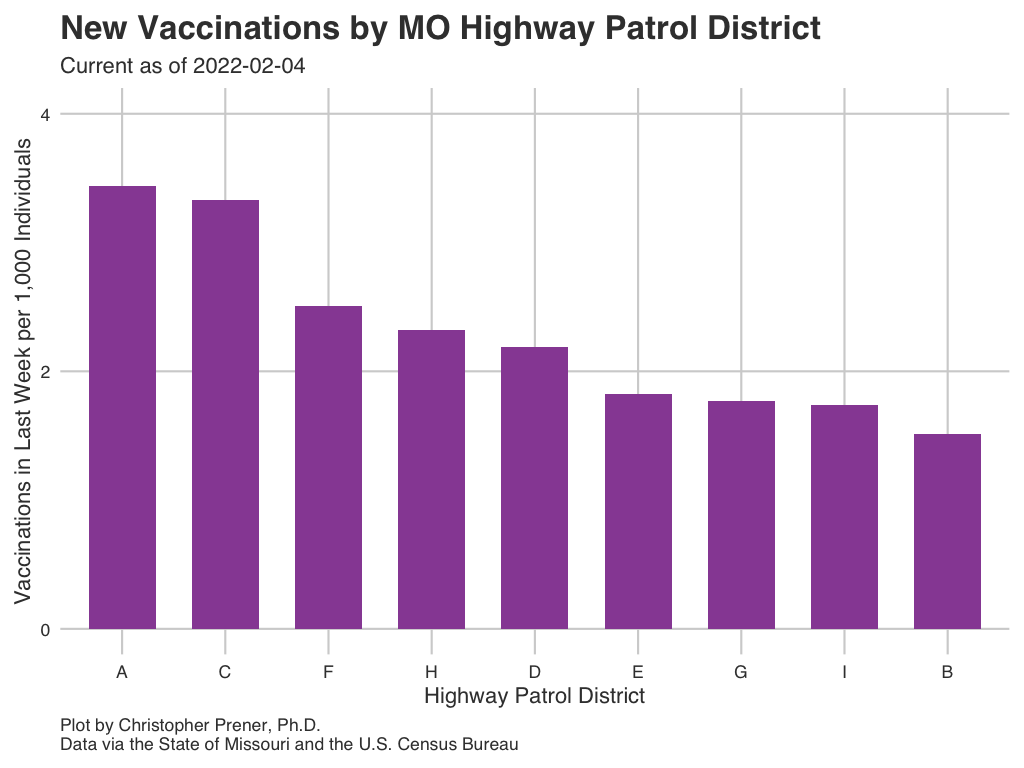 New Vaccinations by MO Highway Patrol District
Current as of 2022-02-04
Vaccinations in Last Week per 1,000 Individuals
4
2
0
A C F H D E G I B
Highway Patrol District
Plot by Christopher Prener, Ph.D.
Data via the State of Missouri and the U.S. Census Bureau